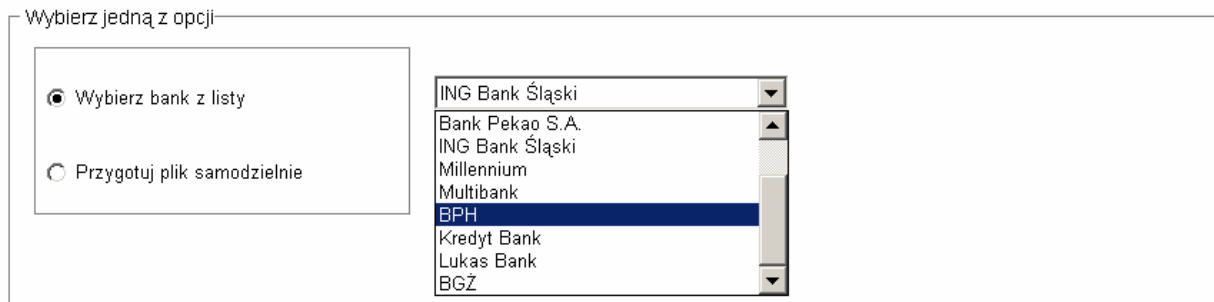 Wybierz jedną z opcji
Wybierz bank z listy
Przygotuj plik samodzielnie
ING Bank Śląski
Bank Pekao S.A.
ING Bank Śląski
Millennium
Multibank
BPH
Kredyt Bank
Lukas Bank
BGŻ